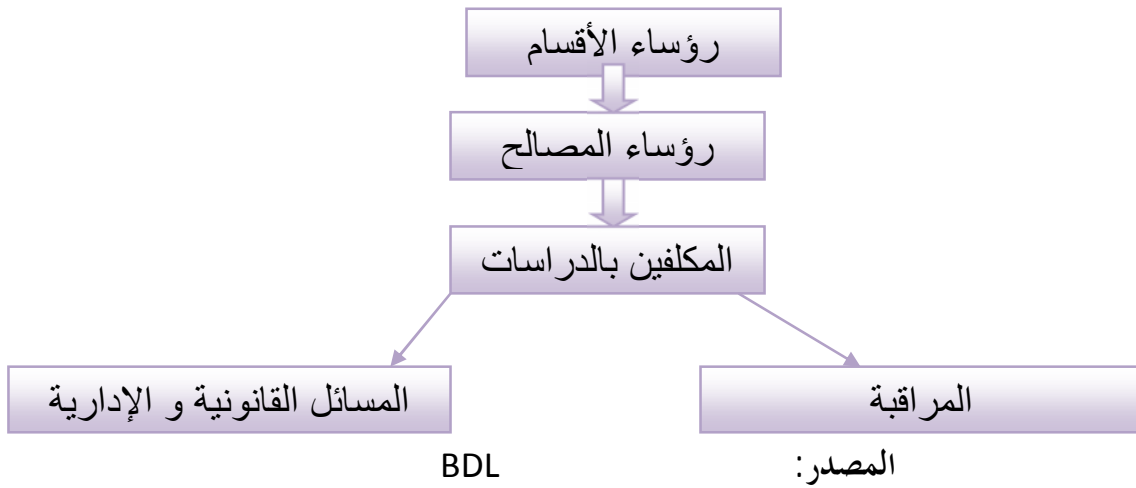 رؤساء الأقسام
رؤساء المصالح
المكلفين بالدراسات
المراقبة
المسائل القانونية و الإدارية
المصدر: BDL